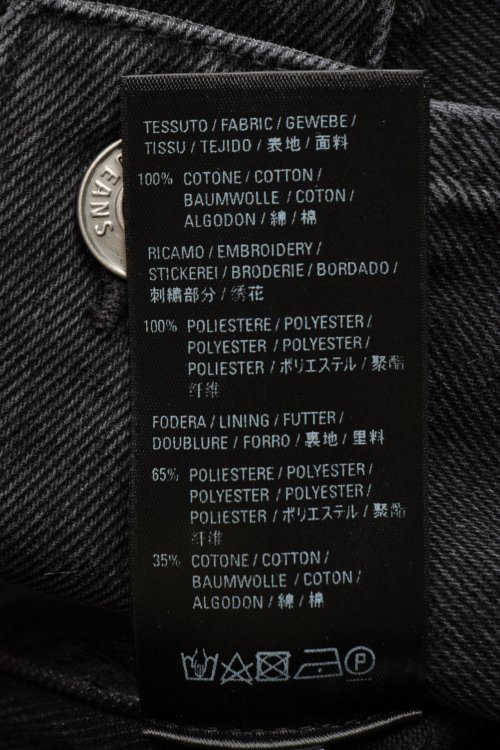 JEANS
TESSUTO / FABRIC / GEWEBE /
TISSU / TEJIDO / 表地 / 面料
100% COTONE / COTTON /
BAUMWOLLE / COTON /
ALGODON / 綿 / 棉
RICAMO / EMBROIDERY /
STICKEREI / BRODERIE / BORDADO /
刺繍部分 / 绣花
100% POLIESTERE / POLYESTER /
POLYESTER / POLYESTER /
POLIESTER / ポリエステル / 聚酯
纤维
FODERA / LINING / FUTTER /
DOUBLURE / FORRO / 裏地 / 里料
65% POLIESTERE / POLYESTER /
POLYESTER / POLYESTER /
POLIESTER / ポリエステル / 聚酯
纤维
35% COTONE / COTTON /
BAUMWOLLE / COTON /
ALGODON / 綿 / 棉
P